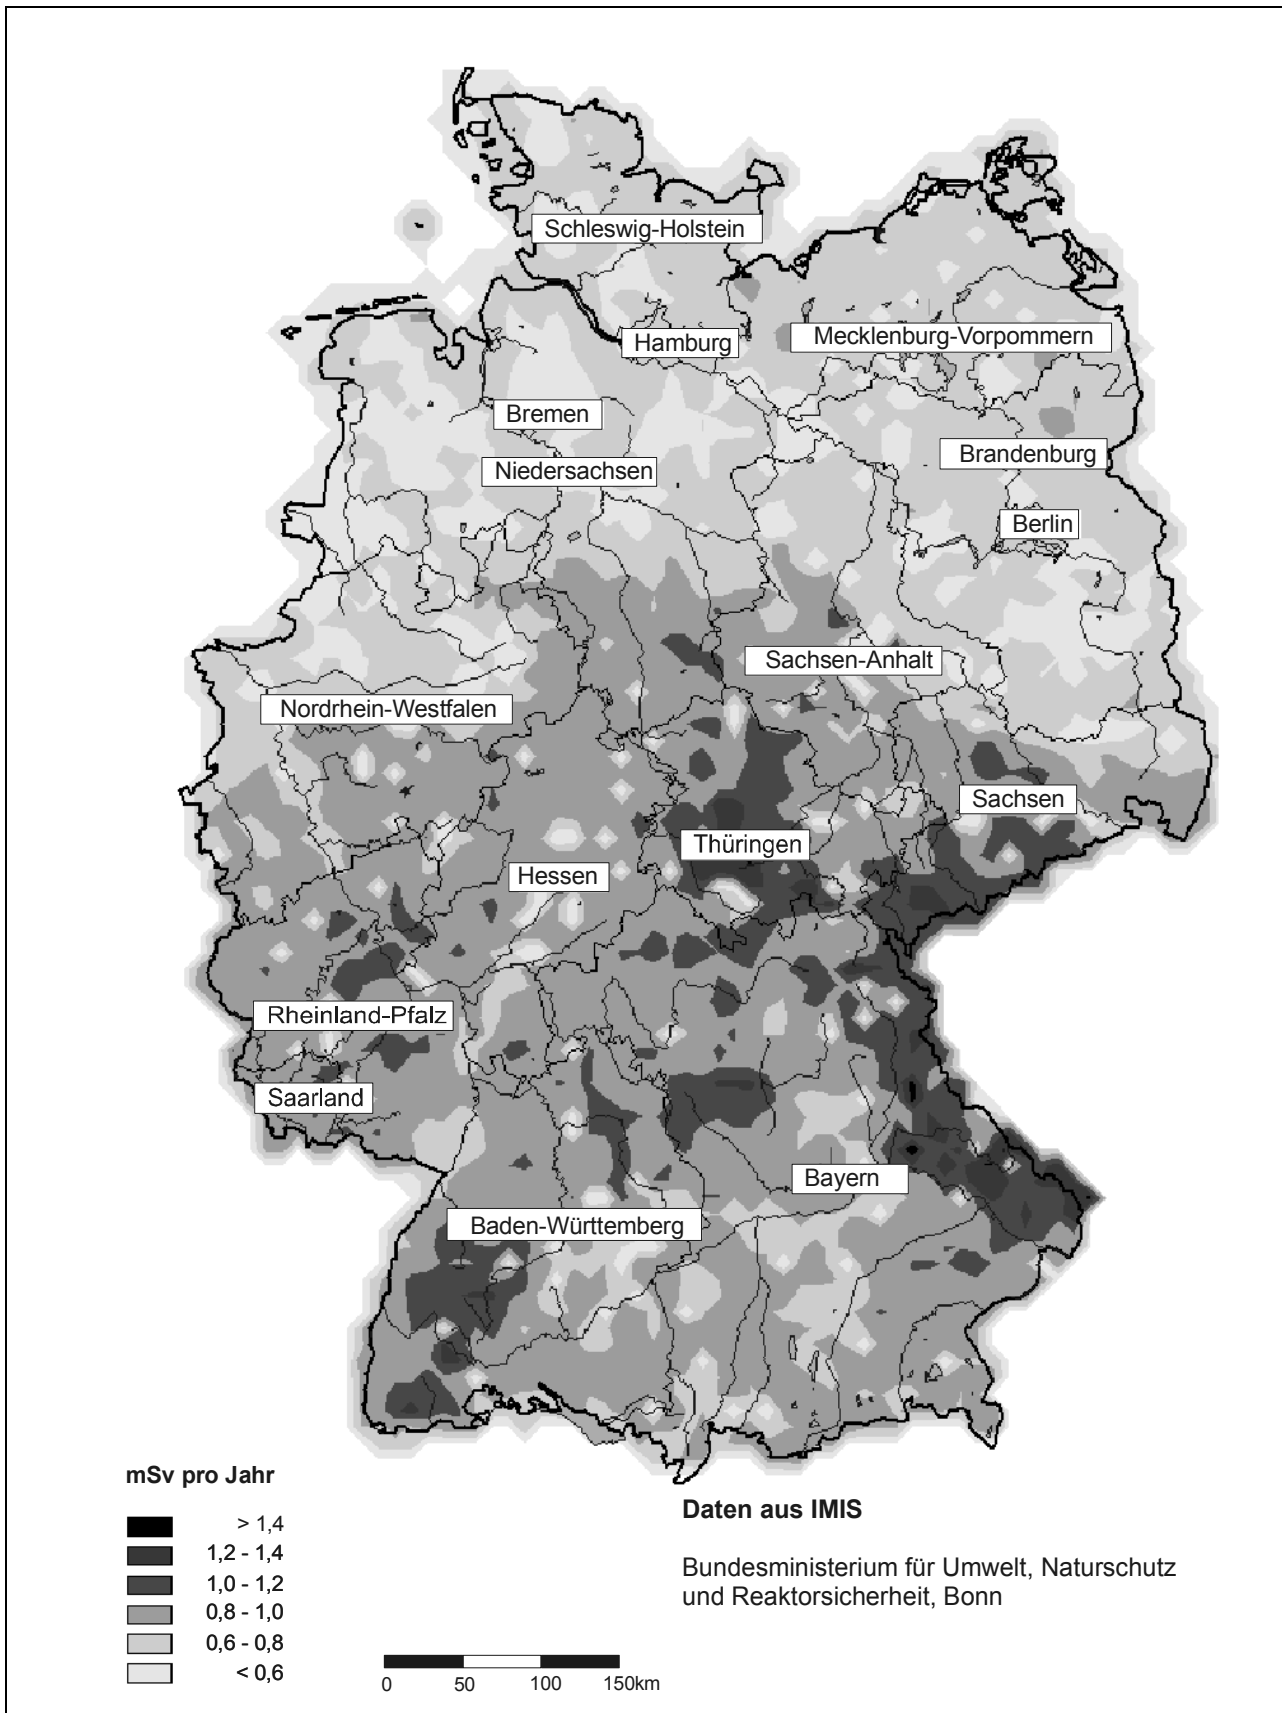 Schleswig-Holstein
Mecklenburg-Vorpommern
Hamburg
Bremen
Brandenburg
Niedersachsen
Berlin
Sachsen-Anhalt
Nordrhein-Westfalen
Sachsen
Thüringen
Hessen
Rheinland-Pfalz
Saarland
Bayern
Baden-Württemberg
mSv pro Jahr
> 1,4
1,2 - 1,4
1,0 - 1,2
0,8 - 1,0
0,6 - 0,8
< 0,6
0 50 100 150km
Daten aus IMIS
Bundesministerium für Umwelt, Naturschutz
und Reaktorsicherheit, Bonn